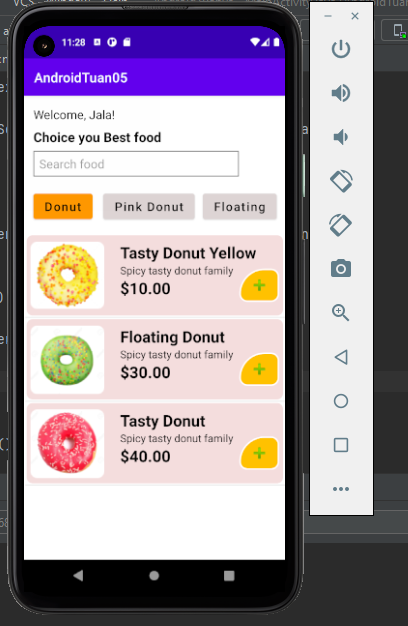 11:28
AndroidTuan05
Welcome, Jala!
Choice you Best food
Search food
Donut
Pink Donut
Floating
Tasty Donut Yellow
Spicy tasty donut family
$10.00
+
Floating Donut
Spicy tasty donut family
$30.00
+
Tasty Donut
Spicy tasty donut family
$40.00
+